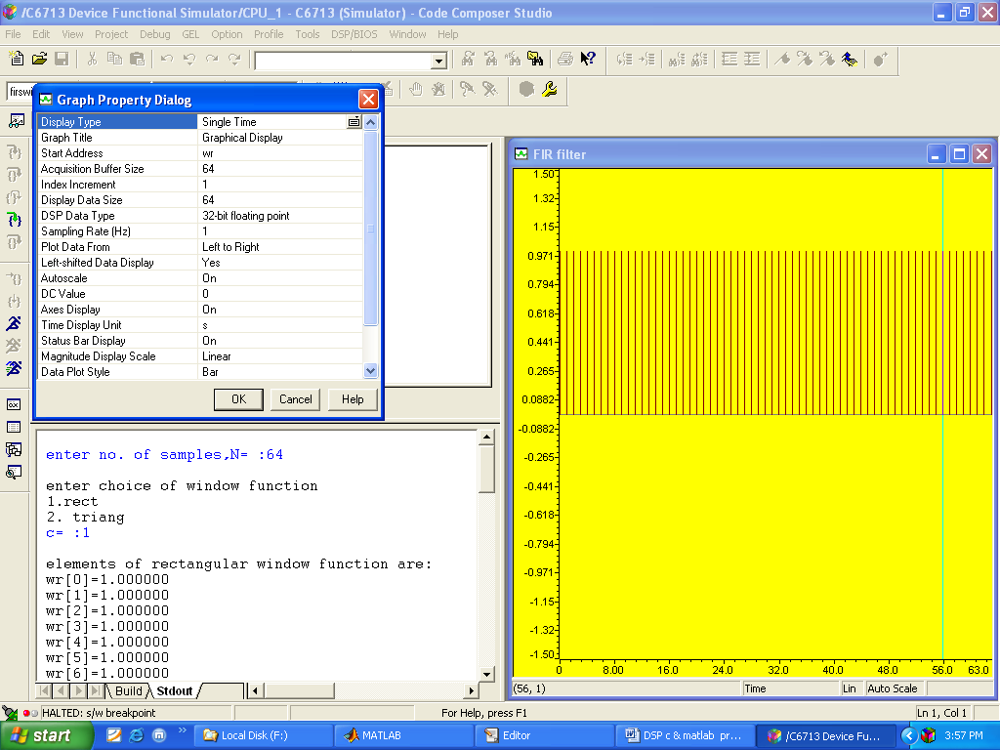 /C6713 Device Functional Simulator/CPU_1 - C6713 (Simulator) - Code Composer Studio
File Edit View Project Debug GEL Option Profile Tools DSP/BIOS Window Help
firswi
Graph Property Dialog
Display Type Single Time
Graph Title Graphical Display
Start Address wr
Acquisition Buffer Size 64
Index Increment 1
Display Data Size 64
DSP Data Type 32-bit floating point
Sampling Rate (Hz) 1
Plot Data From Left to Right
Left-shifted Data Display Yes
Autoscale On
DC Value 0
Axes Display On
Time Display Unit s
Status Bar Display On
Magnitude Display Scale Linear
Data Plot Style Bar
OK Cancel Help
enter no. of samples,N= :64
enter choice of window function
1.rect
2. triang
c= :1
elements of rectangular window function are:
wr[0]=1.000000
wr[1]=1.000000
wr[2]=1.000000
wr[3]=1.000000
wr[4]=1.000000
wr[5]=1.000000
wr[6]=1.000000
Build Stdout
FIR filter
1.50
1.32
1.15
0.971
0.794
0.618
0.441
0.265
0.0882
-0.0882
-0.265
-0.441
-0.618
-0.794
-0.971
-1.15
-1.32
-1.50
0 8.00 16.0 24.0 32.0 40.0 48.0 56.0 63.0
(56, 1) Time Lin Auto Scale
HALTED: s/w breakpoint For Help, press F1 Ln 1, Col 1
start Local Disk (F:) MATLAB Editor DSP c & matlab pr... /C6713 Device Fu... 3:57 PM